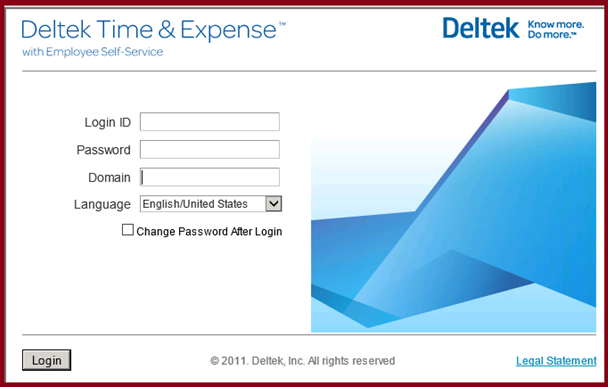 Deltek Time & Expense™
with Employee Self-Service
Deltek Know more.
Do more.™
Login ID
Password
Domain
Language English/United States
Change Password After Login
Login © 2011. Deltek, Inc. All rights reserved Legal Statement